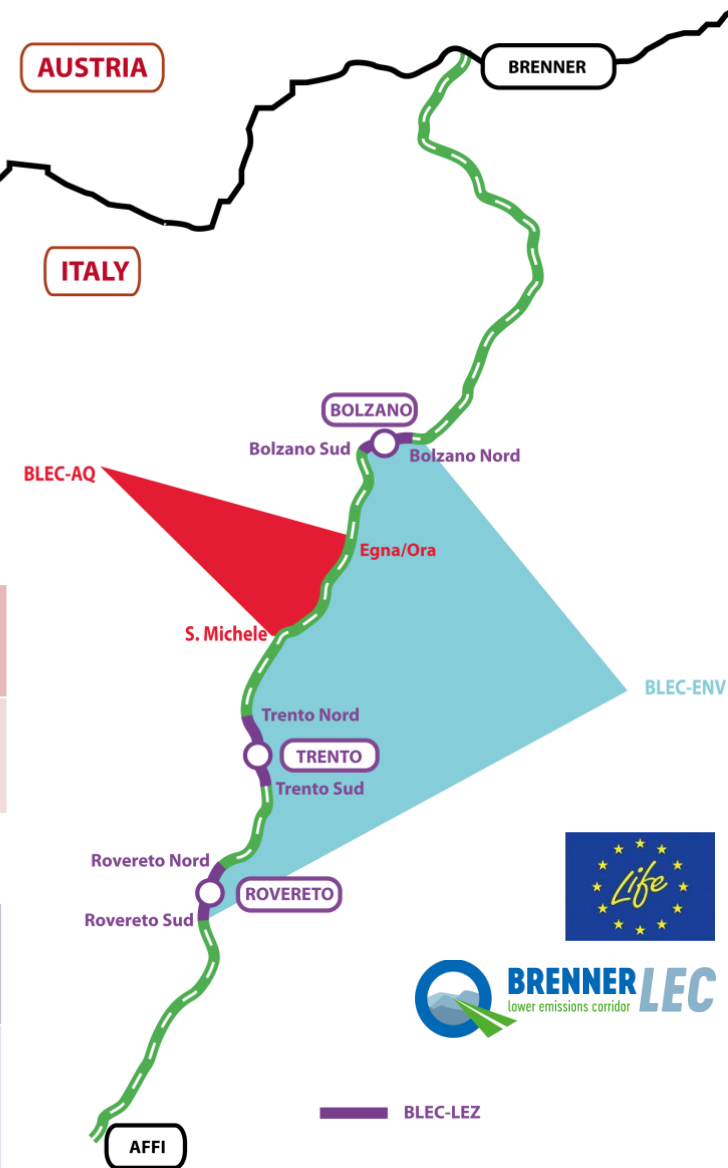 AUSTRIA
BRENNER
ITALY
BOLZANO
Bolzano Sud
Bolzano Nord
BLEC-AQ
Egna/Ora
S. Michele
BLEC-ENV
Trento Nord
TRENTO
Trento Sud
Rovereto Nord
ROVERETO
Rovereto Sud
Life
BRENNER LEC
lower emissions corridor
BLEC-LEZ
AFFI